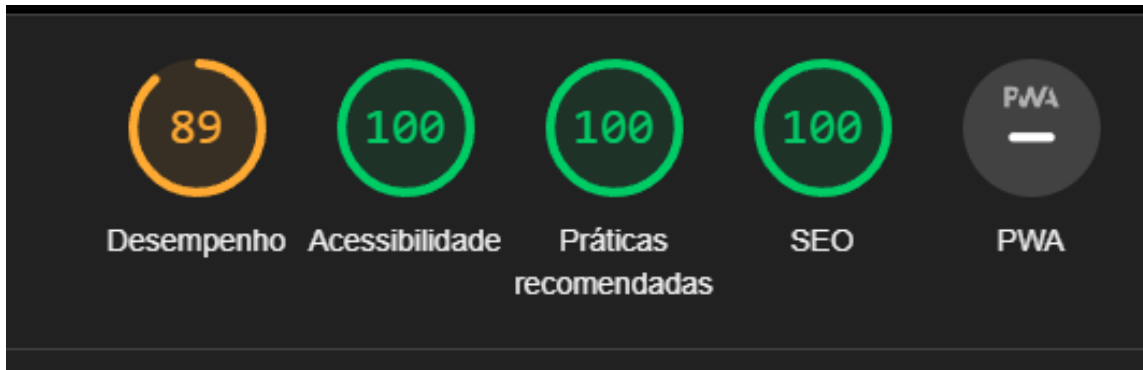 89
100
100
100
PWA
Desempenho
Acessibilidade
Práticas
recomendadas
SEO
PWA